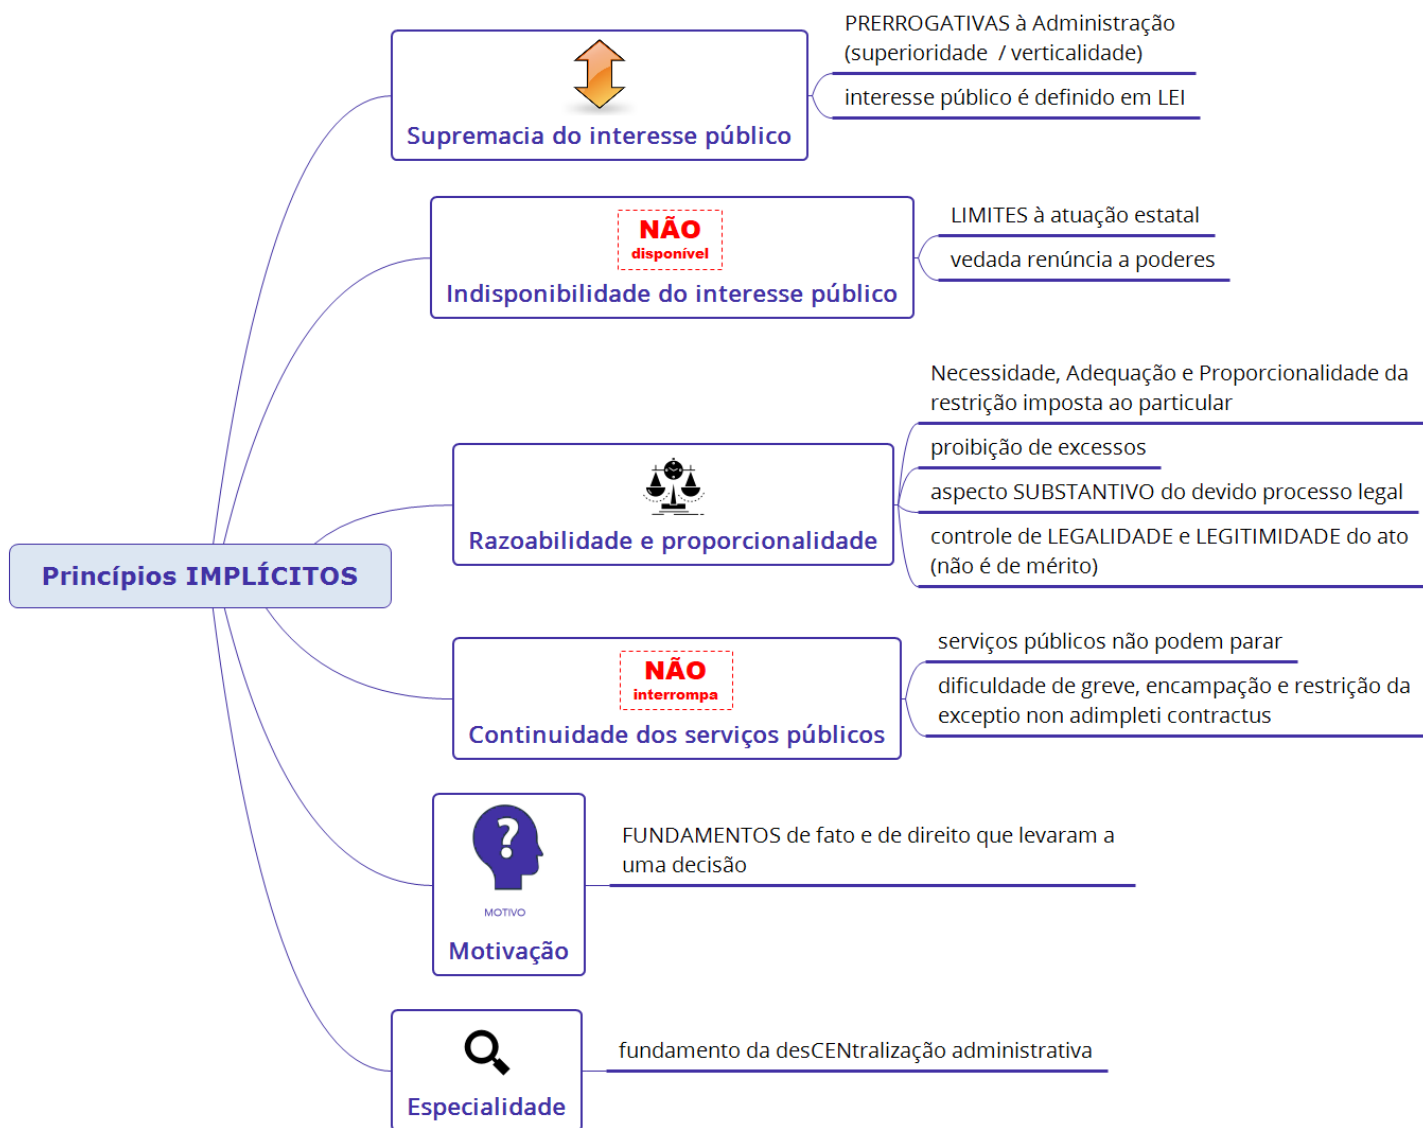 Princípios IMPLÍCITOS
Supremacia do interesse público
PRERROGATIVAS à Administração
(superioridade / verticalidade)
interesse público é definido em LEI
NÃO
disponível
Indisponibilidade do interesse público
LIMITES à atuação estatal
vedada renúncia a poderes
Razoabilidade e proporcionalidade
Necessidade, Adequação e Proporcionalidade da
restrição imposta ao particular
proibição de excessos
aspecto SUBSTANTIVO do devido processo legal
controle de LEGALIDADE e LEGITIMIDADE do ato
(não é de mérito)
NÃO
interrompa
Continuidade dos serviços públicos
serviços públicos não podem parar
dificuldade de greve, encampação e restrição da
exceptio non adimpleti contractus
?
MOTIVO
Motivação
FUNDAMENTOS de fato e de direito que levaram a
uma decisão
Especialidade
fundamento da desCENtralização administrativa